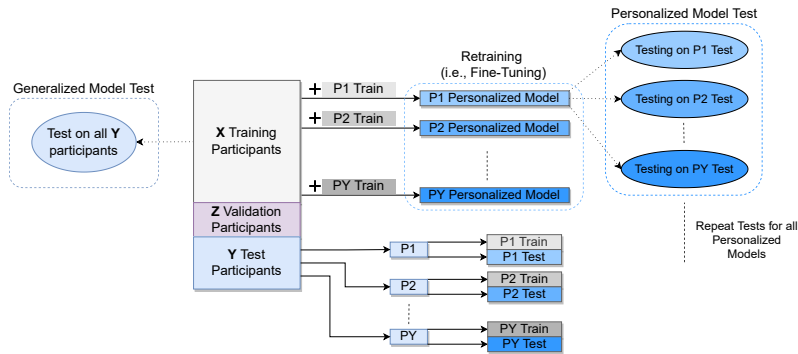 Generalized Model Test
Test on all Y
participants
X Training
Participants
Z Validation
Participants
Y Test
Participants
+ P1 Train
+ P2 Train
+ PY Train
Retraining
(i.e., Fine-Tuning)
P1 Personalized Model
P2 Personalized Model
PY Personalized Model
Personalized Model Test
Testing on P1 Test
Testing on P2 Test
Testing on PY Test
Repeat Tests for all
Personalized
Models
P1
P1 Train
P1 Test
P2
P2 Train
P2 Test
PY
PY Train
PY Test